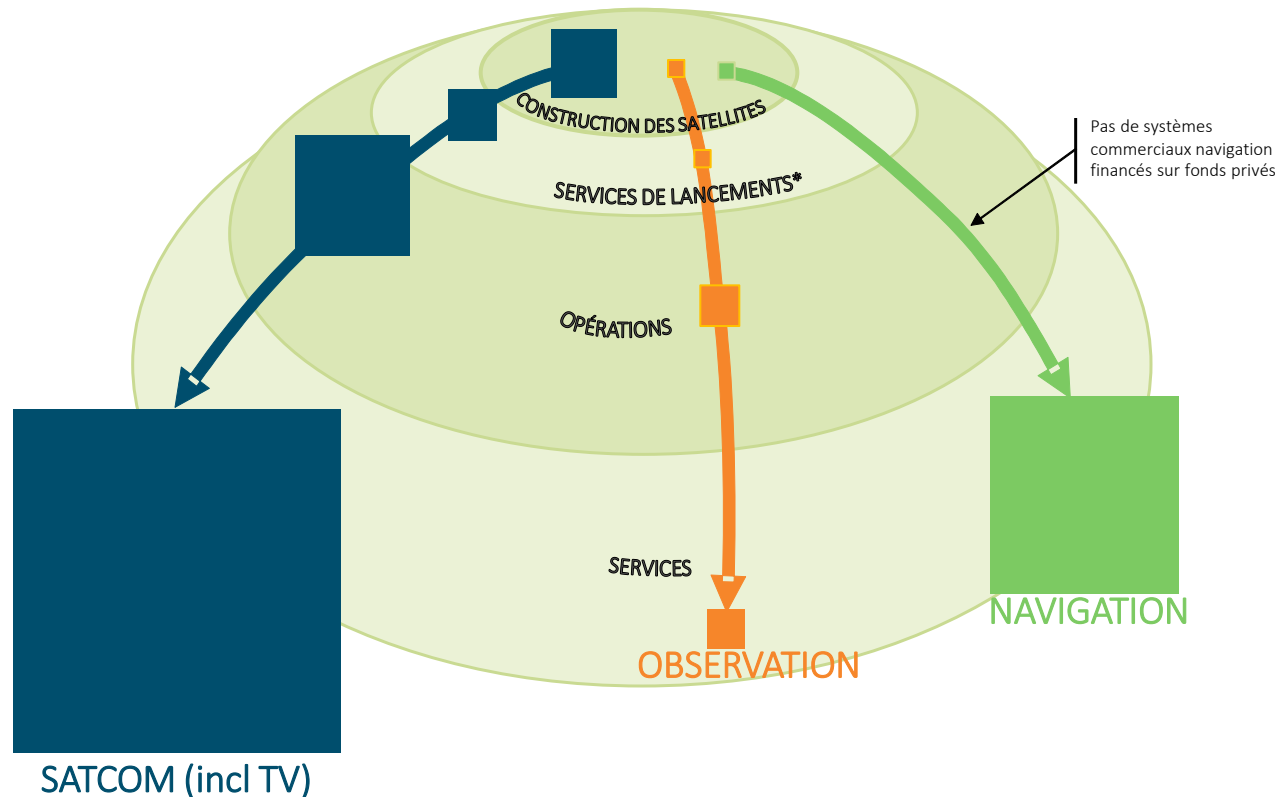 CONSTRUCTION DES SATELLITES
Pas de systèmes
commerciaux navigation
financés sur fonds privés
SERVICES DE LANCEMENTS*
OPÉRATIONS
SERVICES
NAVIGATION
OBSERVATION
SATCOM (incl TV)